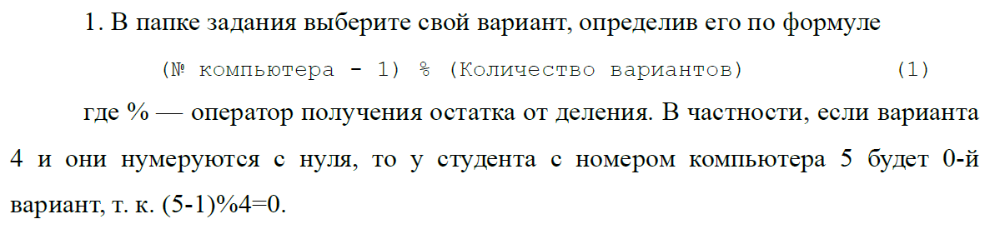 1. В папке задания выберите свой вариант, определив его по формуле
(№ компьютера - 1) % (Количество вариантов) (1)
где % — оператор получения остатка от деления. В частности, если варианта
4 и они нумеруются с нуля, то у студента с номером компьютера 5 будет 0-й
вариант, т. к. (5-1)%4=0.